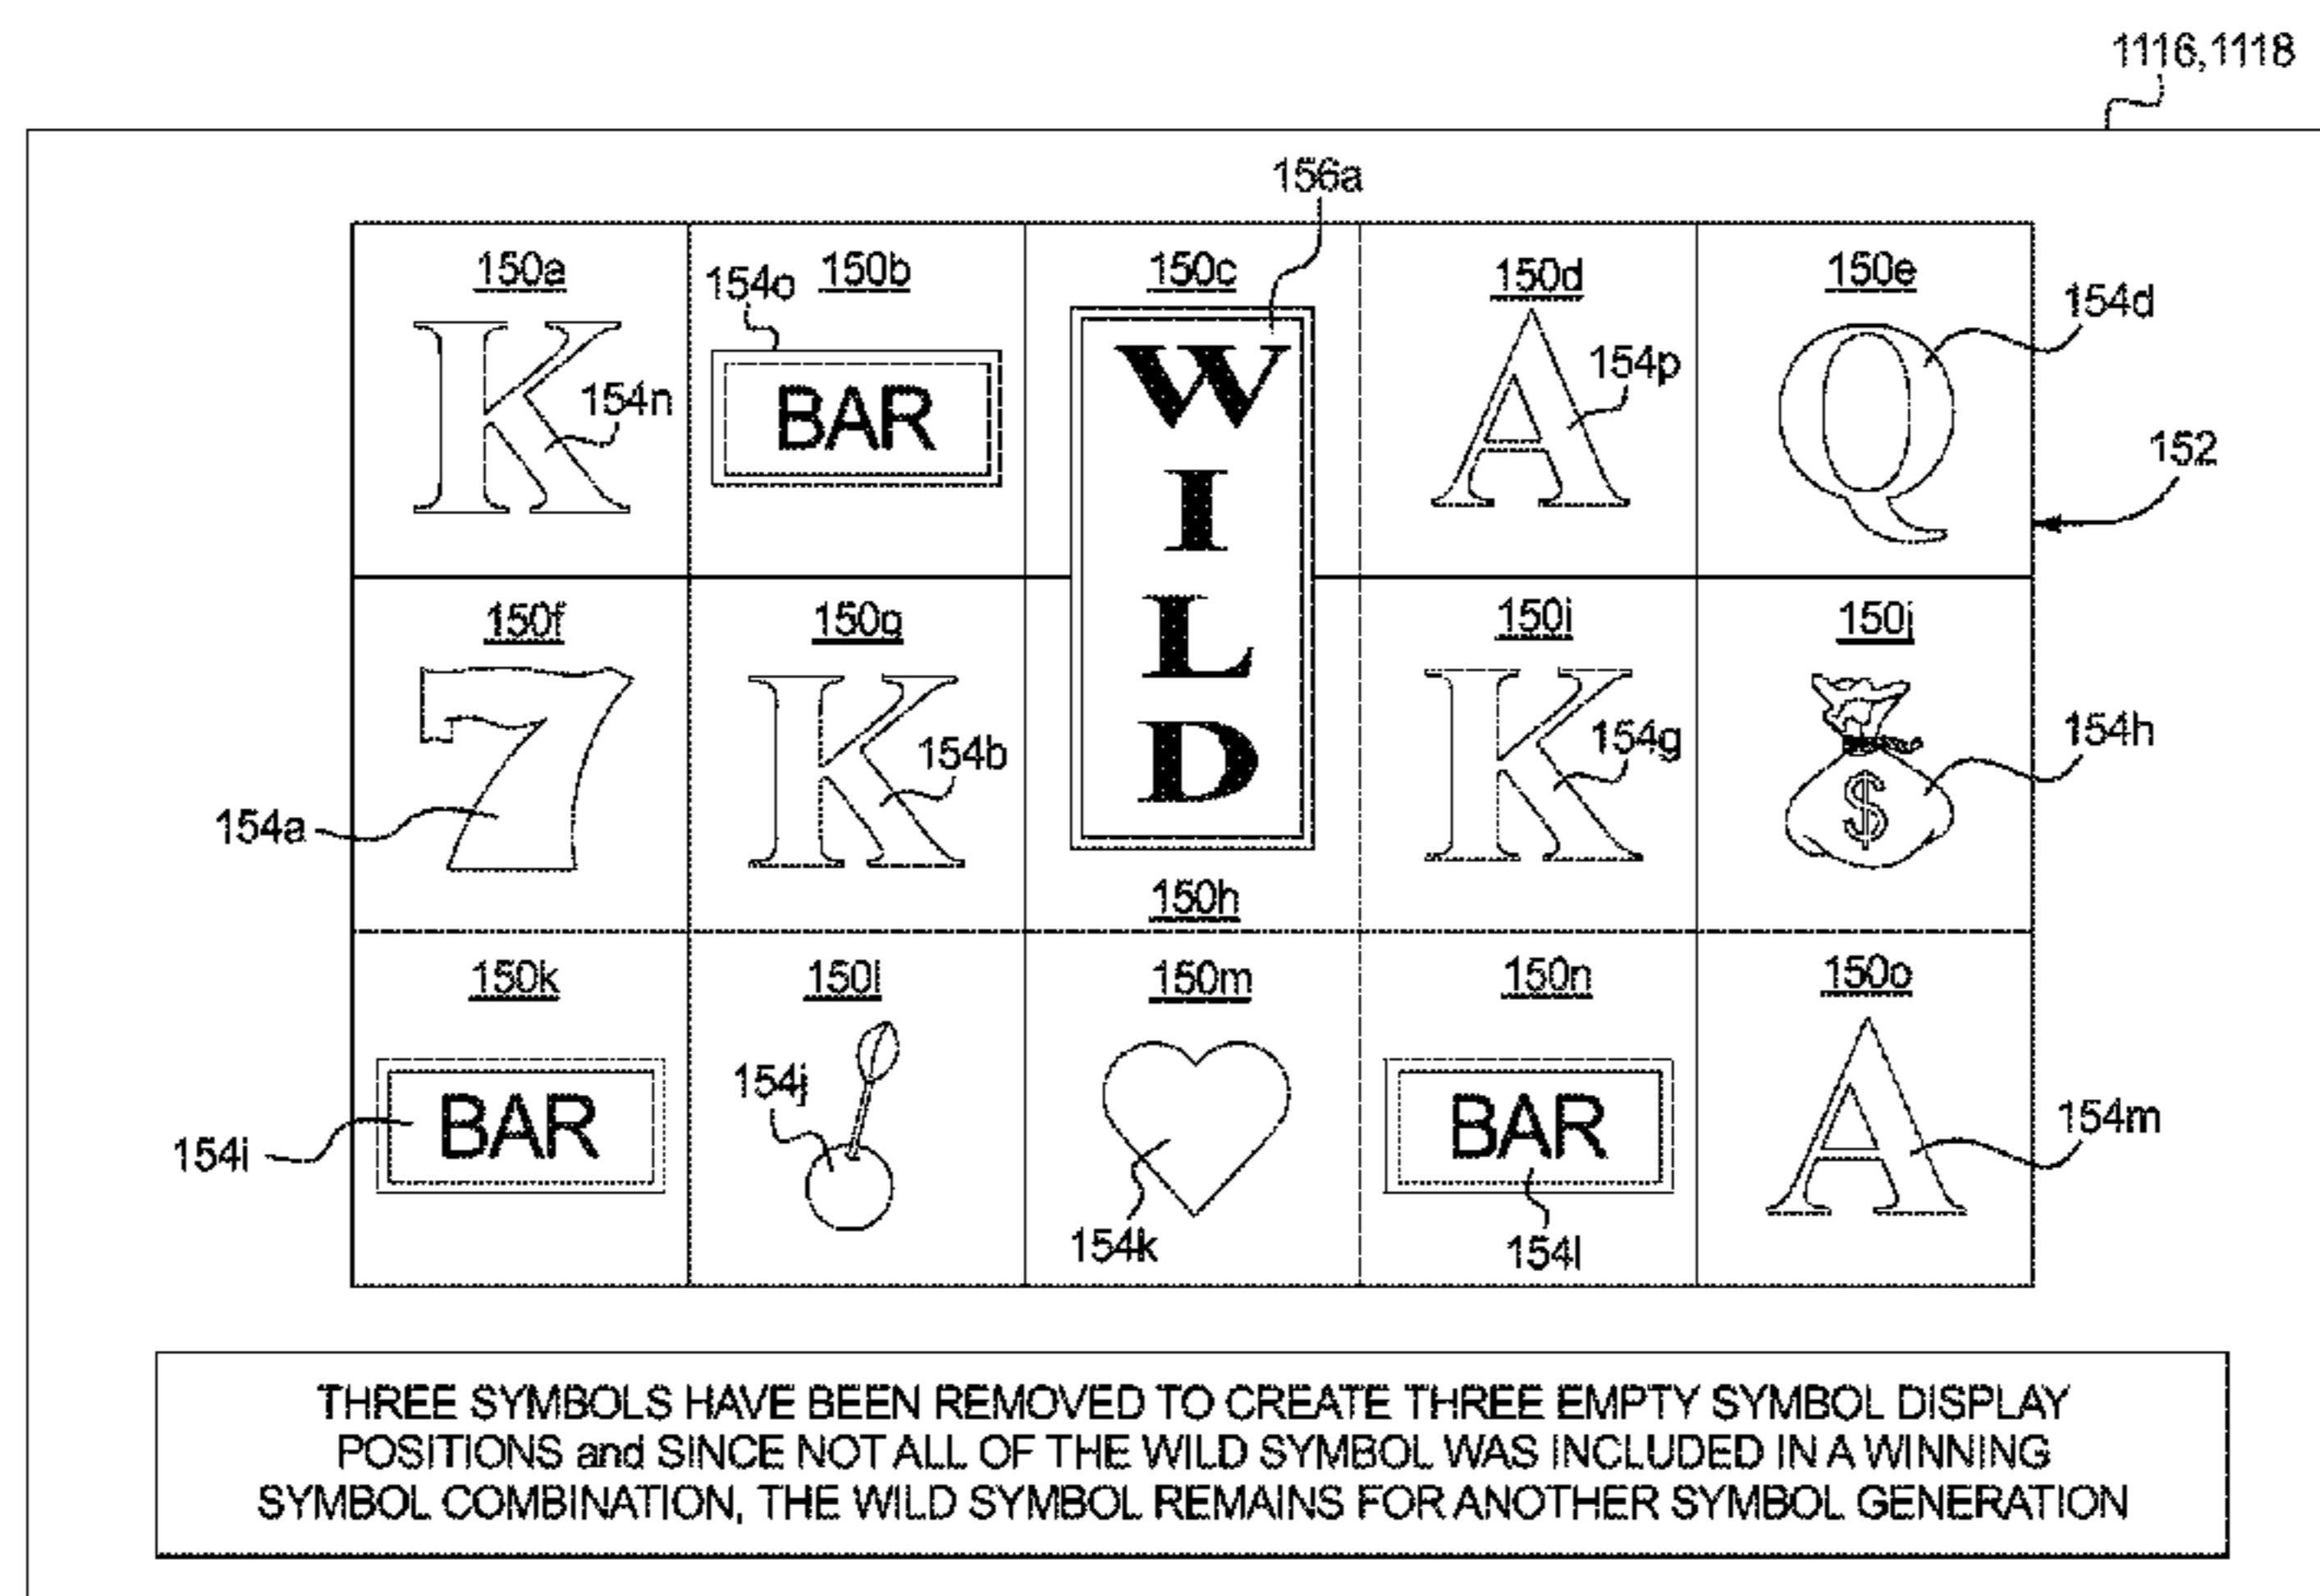 1116,1118
156a
150a
154o
150b
150c
150d
150e
154d
K
154n
BAR
WILD
A
154p
Q
152
150f
150g
150i
150j
7
154a
K
154b
K
154g
$
154h
150h
150k
150l
150m
150n
150o
BAR
154i
154j
154k
BAR
154l
A
154m
THREE SYMBOLS HAVE BEEN REMOVED TO CREATE THREE EMPTY SYMBOL DISPLAY
POSITIONS and SINCE NOT ALL OF THE WILD SYMBOL WAS INCLUDED IN A WINNING
SYMBOL COMBINATION, THE WILD SYMBOL REMAINS FOR ANOTHER SYMBOL GENERATION